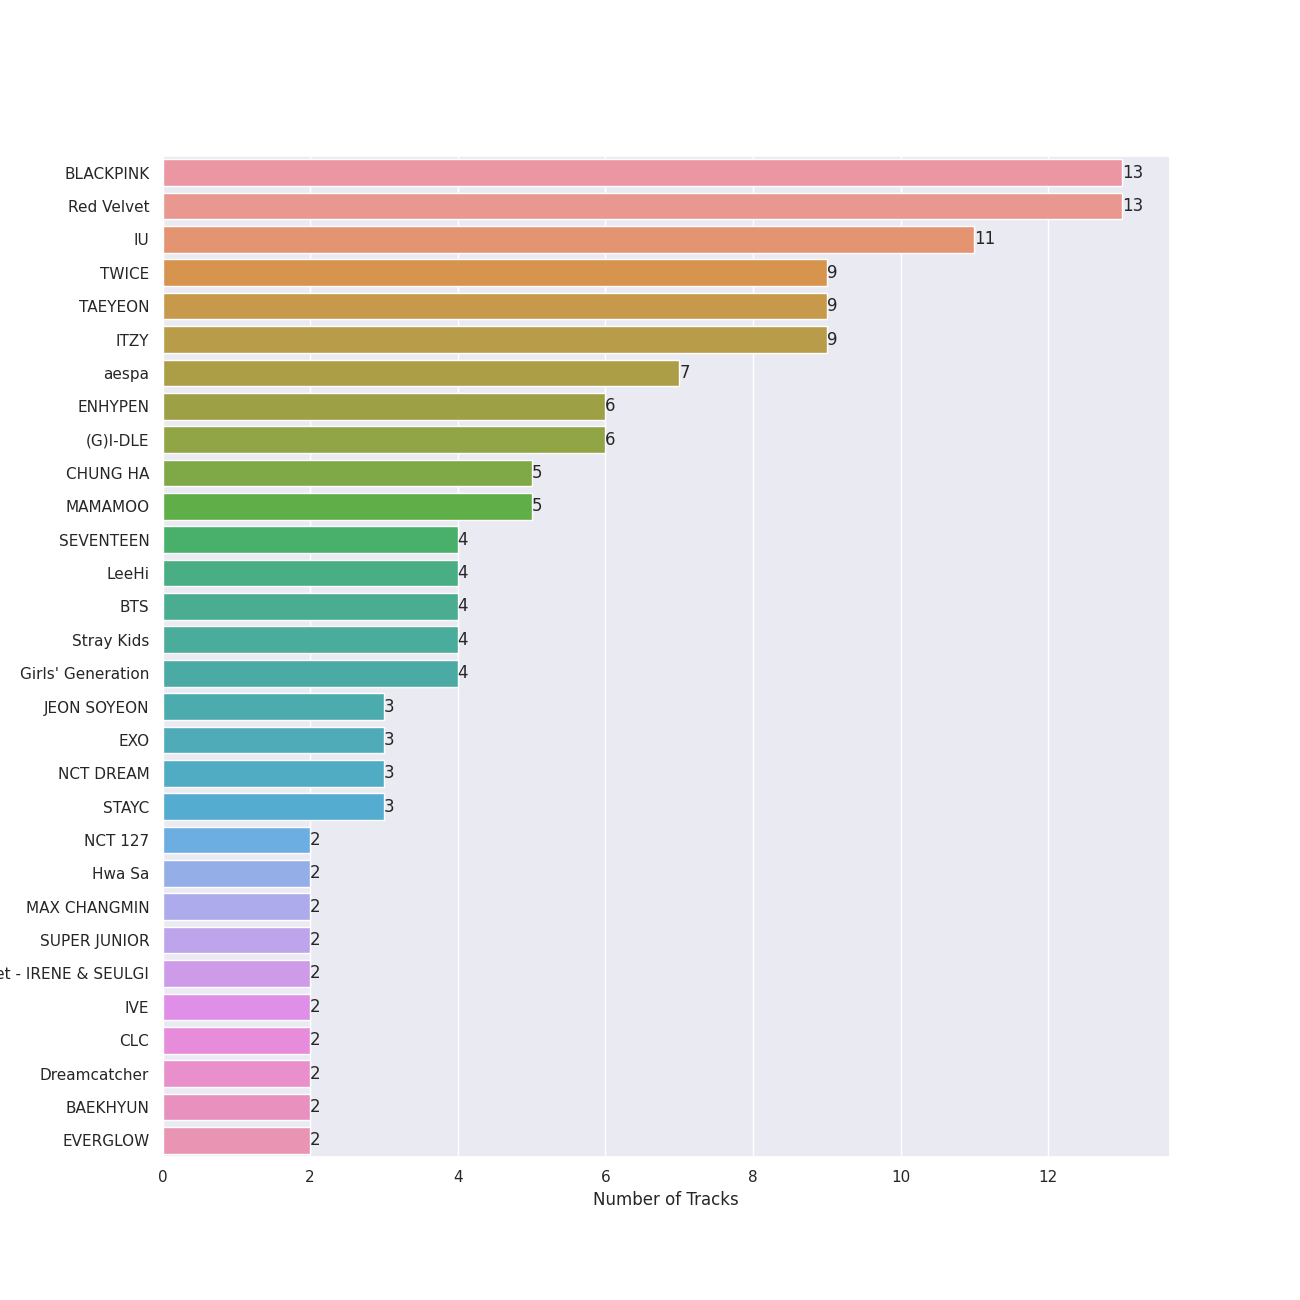 BLACKPINK 13
Red Velvet 13
IU 11
TWICE 9
TAEYEON 9
ITZY 9
aespa 7
ENHYPEN 6
(G)I-DLE 6
CHUNG HA 5
MAMAMOO 5
SEVENTEEN 4
LeeHi 4
BTS 4
Stray Kids 4
Girls' Generation 4
JEON SOYEON 3
EXO 3
NCT DREAM 3
STAYC 3
NCT 127 2
Hwa Sa 2
MAX CHANGMIN 2
SUPER JUNIOR 2
et - IRENE & SEULGI 2
IVE 2
CLC 2
Dreamcatcher 2
BAEKHYUN 2
EVERGLOW 2
0 2 4 6 8 10 12
Number of Tracks